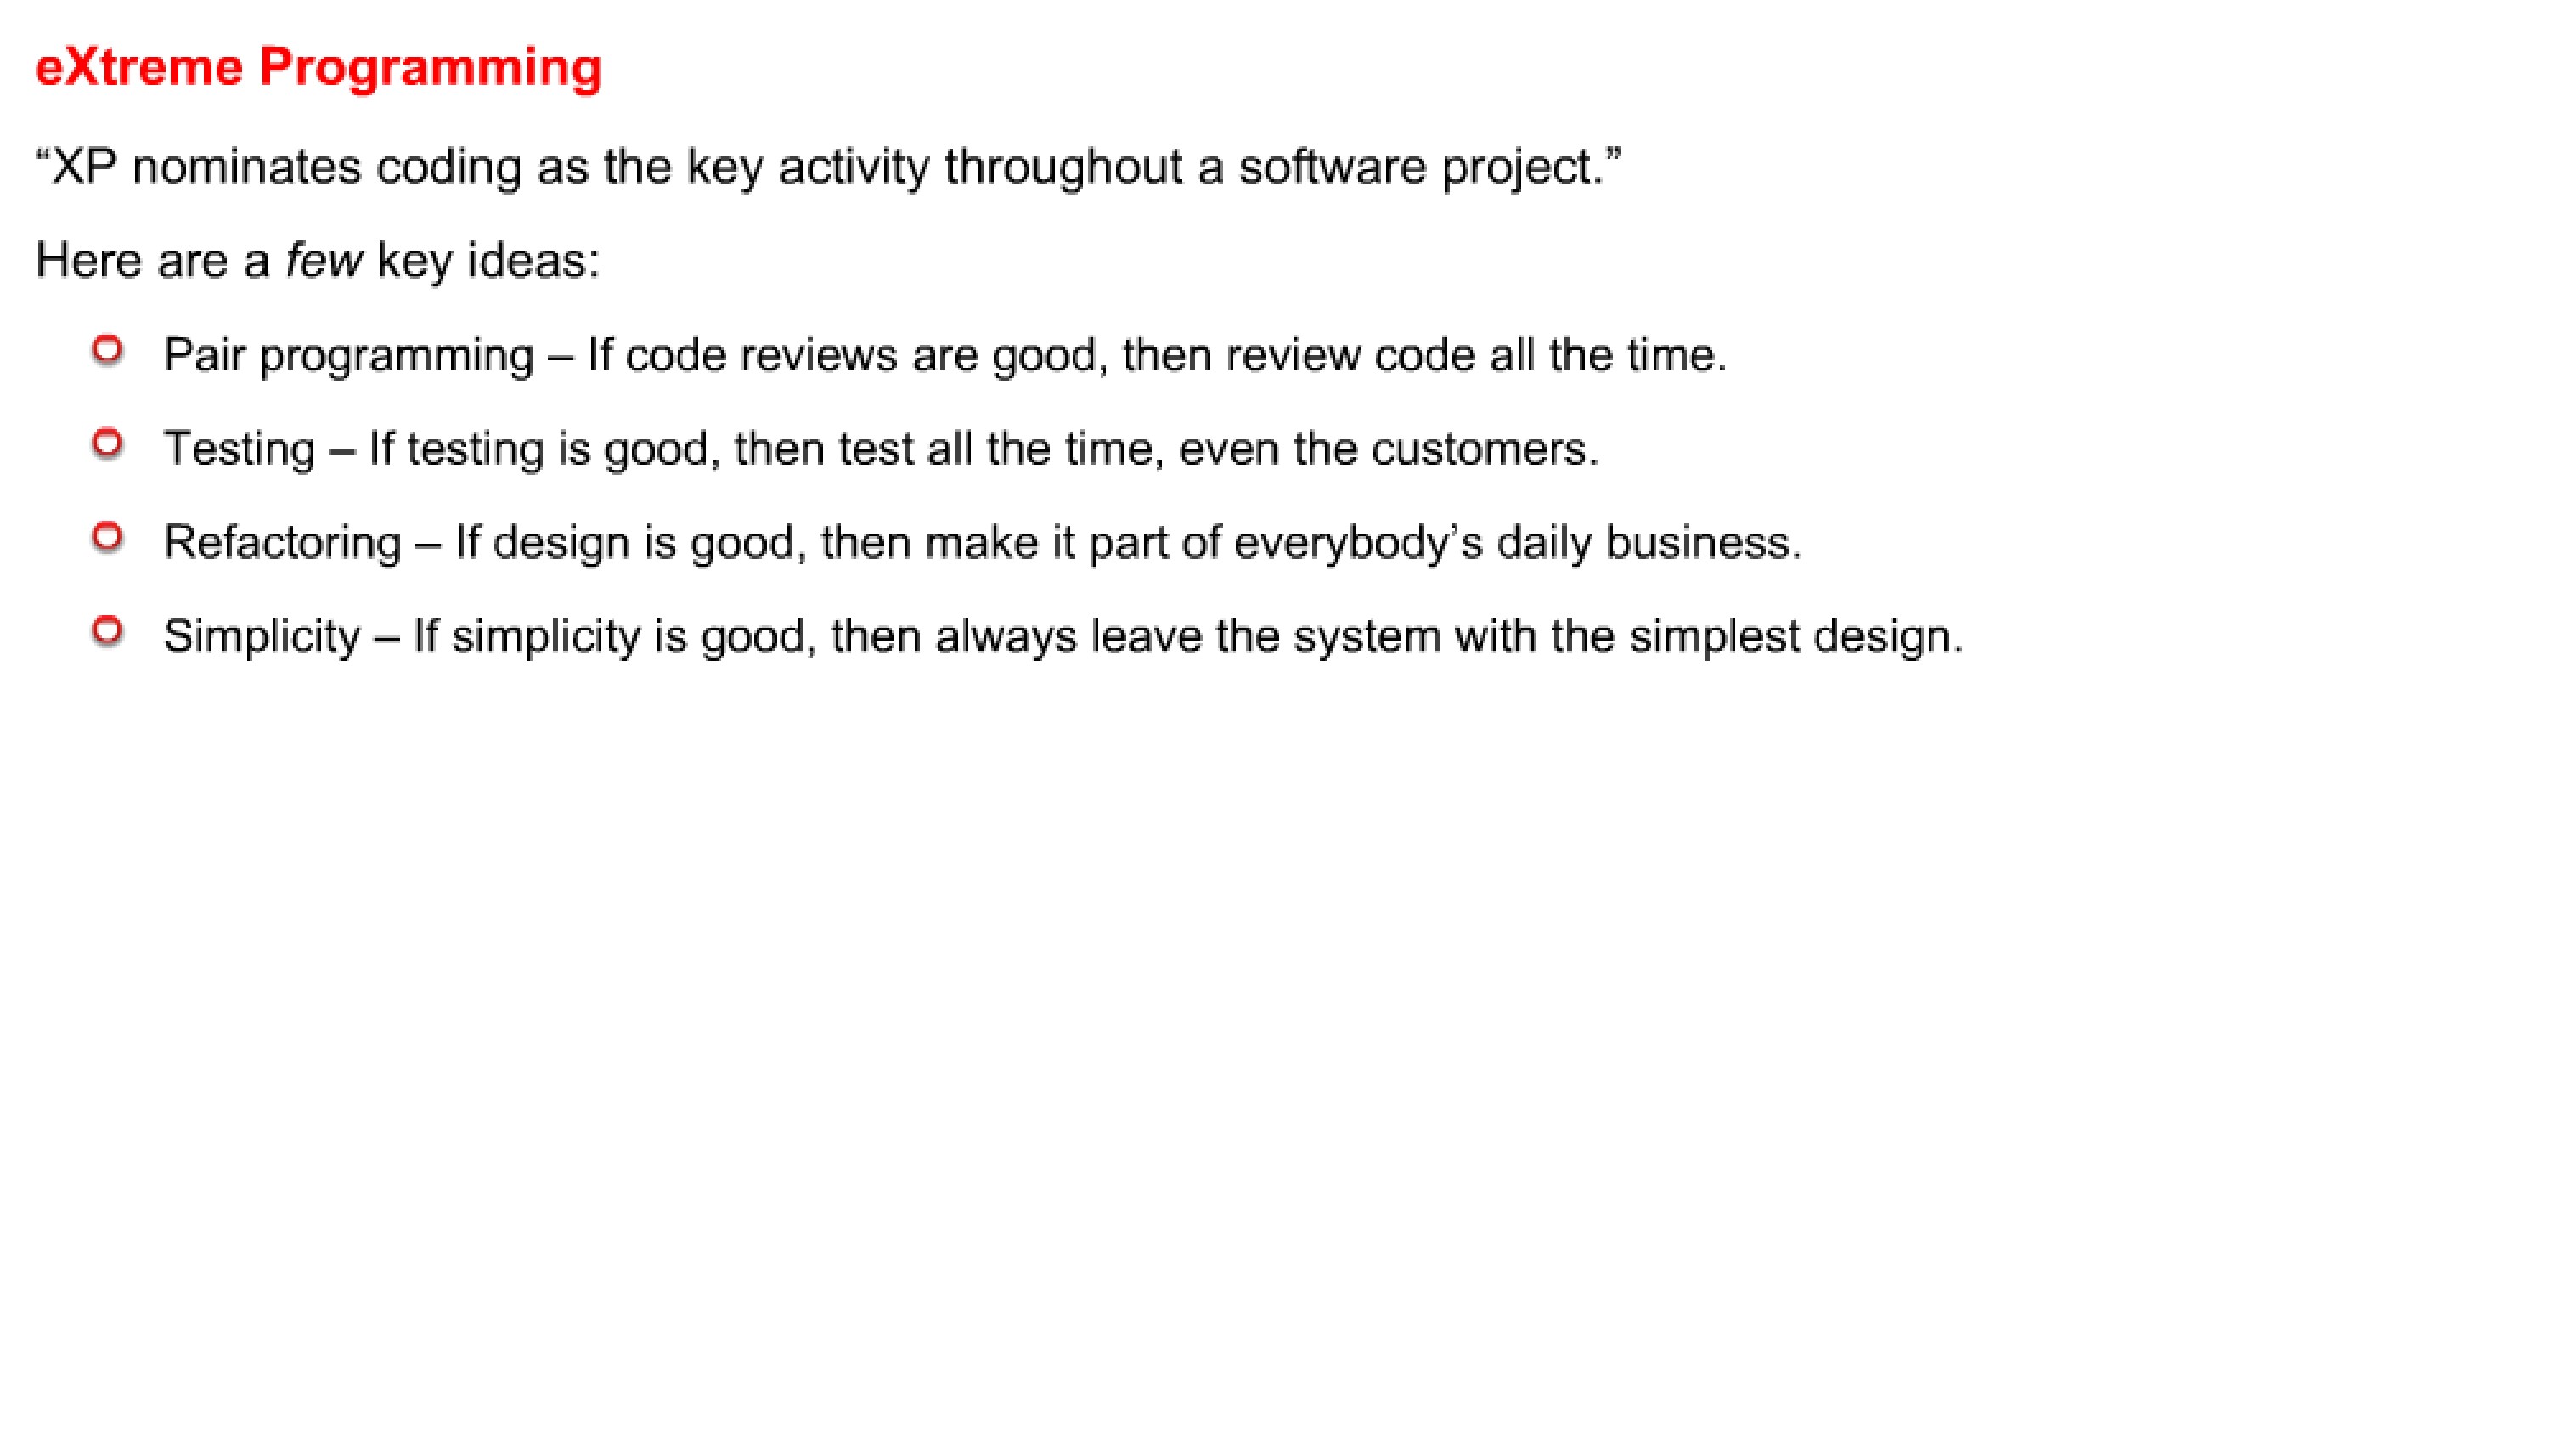 eXtreme Programming
“XP nominates coding as the key activity throughout a software project.”
Here are a few key ideas:
Pair programming – If code reviews are good, then review code all the time.
Testing – If testing is good, then test all the time, even the customers.
Refactoring – If design is good, then make it part of everybody’s daily business.
Simplicity – If simplicity is good, then always leave the system with the simplest design.